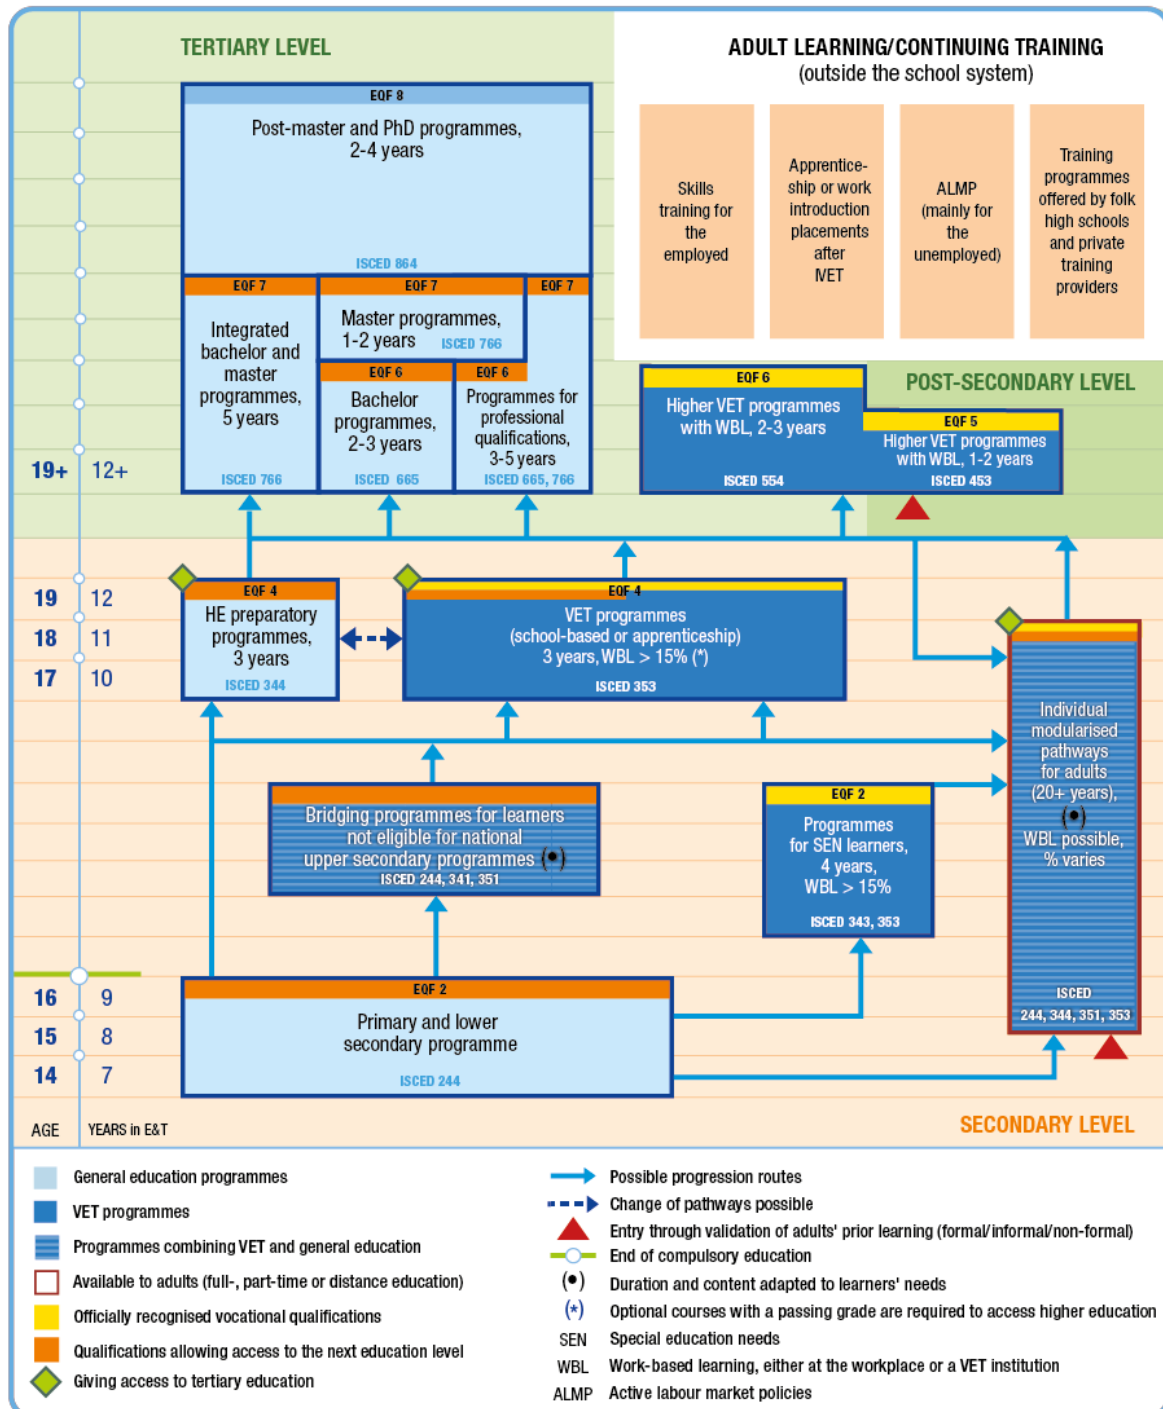 TERTIARY LEVEL
ADULT LEARNING/CONTINUING TRAINING
(outside the school system)
EQF 8
Post-master and PhD programmes,
2-4 years
ISCED 864
Skills
training for
the
employed
Apprentice-
ship or work
introduction
placements
after
IVET
ALMP
(mainly for
the
unemployed)
Training
programmes
offered by folk
high schools
and private
training
providers
EQF 7
Integrated
bachelor and
master
programmes,
5 years
ISCED 766
EQF 7
Master programmes,
1-2 years
ISCED 766
EQF 7
EQF 6
Bachelor
programmes,
2-3 years
ISCED 665
EQF 6
Programmes for
professional
qualifications,
3-5 years
ISCED 665, 766
POST-SECONDARY LEVEL
EQF 6
Higher VET programmes
with WBL, 2-3 years
ISCED 554
EQF 5
Higher VET programmes
with WBL, 1-2 years
ISCED 453
19+ 12+
19 12
18 11
17 10
EQF 4
HE preparatory
programmes,
3 years
ISCED 344
EQF 4
VET programmes
(school-based or apprenticeship)
3 years, WBL > 15% (*)
ISCED 353
Individual
modularised
pathways
for adults
(20+ years),
(•)
WBL possible,
% varies
ISCED
244, 344, 351, 353
Bridging programmes for learners
not eligible for national
upper secondary programmes (•)
ISCED 244, 341, 351
EQF 2
Programmes
for SEN learners,
4 years,
WBL > 15%
ISCED 343, 353
16 9
15 8
14 7
EQF 2
Primary and lower
secondary programme
ISCED 244
AGE YEARS in E&T
SECONDARY LEVEL
General education programmes
VET programmes
Programmes combining VET and general education
Available to adults (full-, part-time or distance education)
Officially recognised vocational qualifications
Qualifications allowing access to the next education level
Giving access to tertiary education
Possible progression routes
Change of pathways possible
Entry through validation of adults' prior learning (formal/informal/non-formal)
End of compulsory education
(•) Duration and content adapted to learners' needs
(*) Optional courses with a passing grade are required to access higher education
SEN Special education needs
WBL Work-based learning, either at the workplace or a VET institution
ALMP Active labour market policies